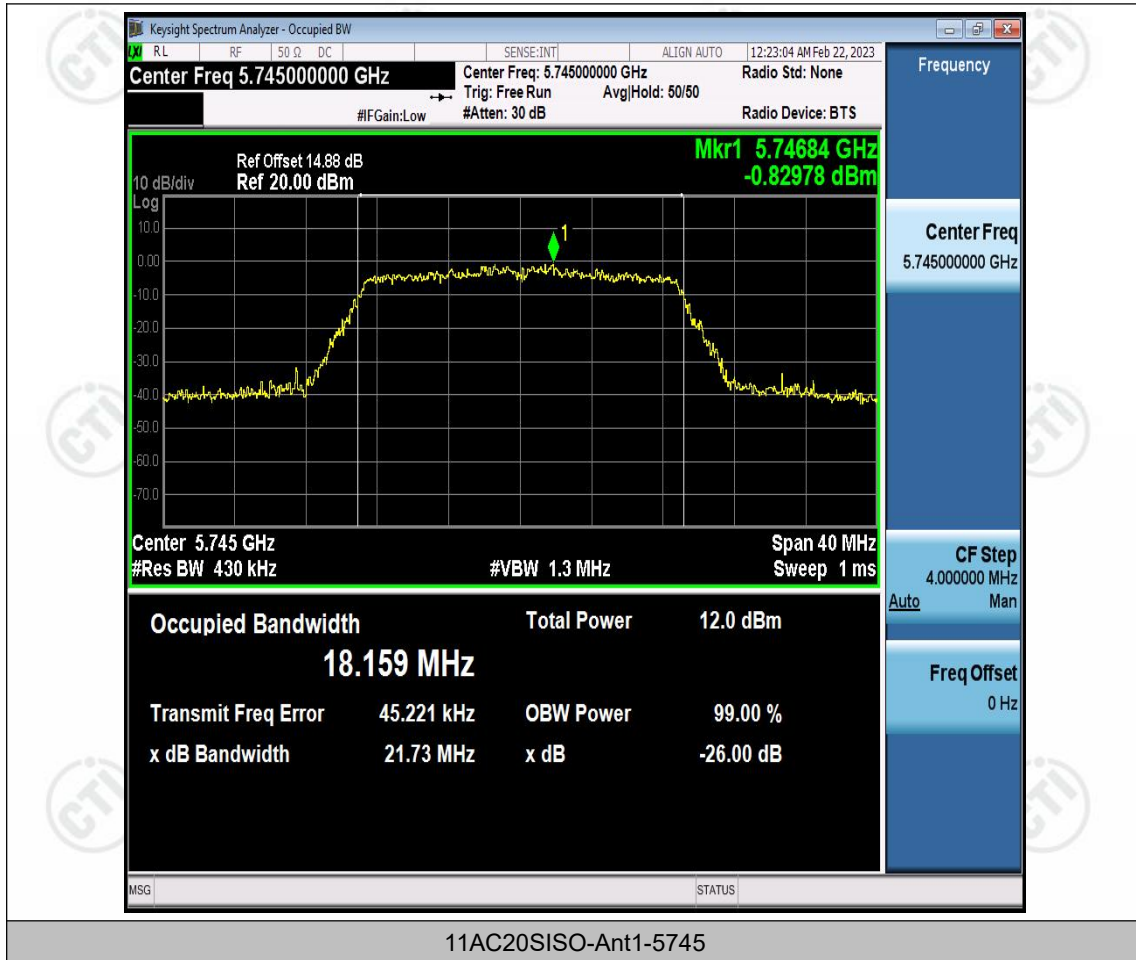 Keysight Spectrum Analyzer - Occupied BW
LXI RL RF 50 Ω DC SENSE:INT ALIGN AUTO 12:23:04 AM Feb 22, 2023
Center Freq 5.745000000 GHz
Center Freq: 5.745000000 GHz Radio Std: None
Trig: Free Run Avg|Hold: 50/50
#IFGain:Low #Atten: 30 dB Radio Device: BTS
Ref Offset 14.88 dB
10 dB/div Ref 20.00 dBm
Mkr1 5.74684 GHz
-0.82978 dBm
Log
10.0
0.00
-10.0
-20.0
-30.0
-40.0
-50.0
-60.0
-70.0
1
Center 5.745 GHz Span 40 MHz
#Res BW 430 kHz #VBW 1.3 MHz Sweep 1 ms
Occupied Bandwidth Total Power 12.0 dBm
18.159 MHz
Transmit Freq Error 45.221 kHz OBW Power 99.00 %
x dB Bandwidth 21.73 MHz x dB -26.00 dB
MSG STATUS
Frequency
Center Freq
5.745000000 GHz
CF Step
4.000000 MHz
Auto Man
Freq Offset
0 Hz
11AC20SISO-Ant1-5745
CTI
CTI
CTI
CTI
CTI
CTI